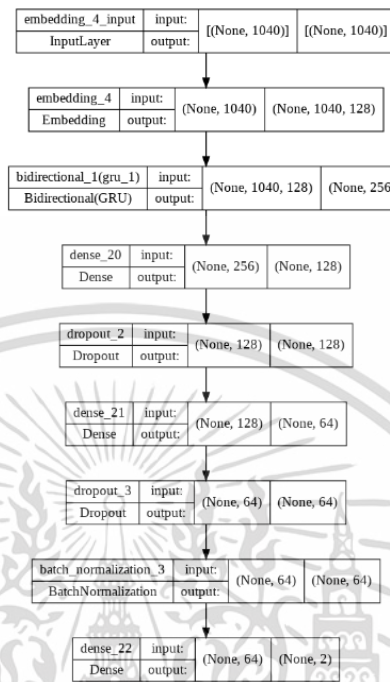 embedding_4_input input: [(None, 1040)] [(None, 1040)]
InputLayer output:
embedding_4 input: (None, 1040) (None, 1040, 128)
Embedding output:
bidirectional_1(gru_1) input: (None, 1040, 128) (None, 256
Bidirectional(GRU) output:
dense_20 input: (None, 256) (None, 128)
Dense output:
dropout_2 input: (None, 128) (None, 128)
Dropout output:
dense_21 input: (None, 128) (None, 64)
Dense output:
dropout_3 input: (None, 64) (None, 64)
Dropout output:
batch_normalization_3 input: (None, 64) (None, 64)
BatchNormalization output:
dense_22 input: (None, 64) (None, 2)
Dense output: